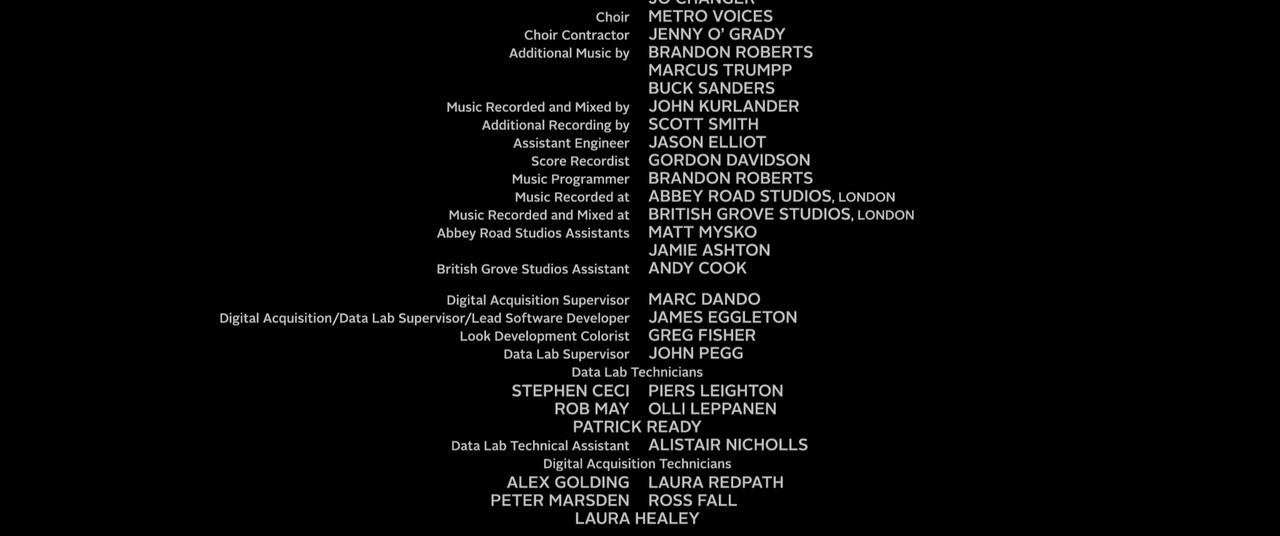 JO CHANGER
Choir METRO VOICES
Choir Contractor JENNY O' GRADY
Additional Music by BRANDON ROBERTS
MARCUS TRUMPP
BUCK SANDERS
Music Recorded and Mixed by JOHN KURLANDER
Additional Recording by SCOTT SMITH
Assistant Engineer JASON ELLIOT
Score Recordist GORDON DAVIDSON
Music Programmer BRANDON ROBERTS
Music Recorded at ABBEY ROAD STUDIOS, LONDON
Music Recorded and Mixed at BRITISH GROVE STUDIOS, LONDON
Abbey Road Studios Assistants MATT MYSKO
JAMIE ASHTON
British Grove Studios Assistant ANDY COOK
Digital Acquisition Supervisor MARC DANDO
Digital Acquisition/Data Lab Supervisor/Lead Software Developer JAMES EGGLETON
Look Development Colorist GREG FISHER
Data Lab Supervisor JOHN PEGG
Data Lab Technicians
STEPHEN CECI PIERS LEIGHTON
ROB MAY OLLI LEPPANEN
PATRICK READY
Data Lab Technical Assistant ALISTAIR NICHOLLS
Digital Acquisition Technicians
ALEX GOLDING LAURA REDPATH
PETER MARSDEN ROSS FALL
LAURA HEALEY